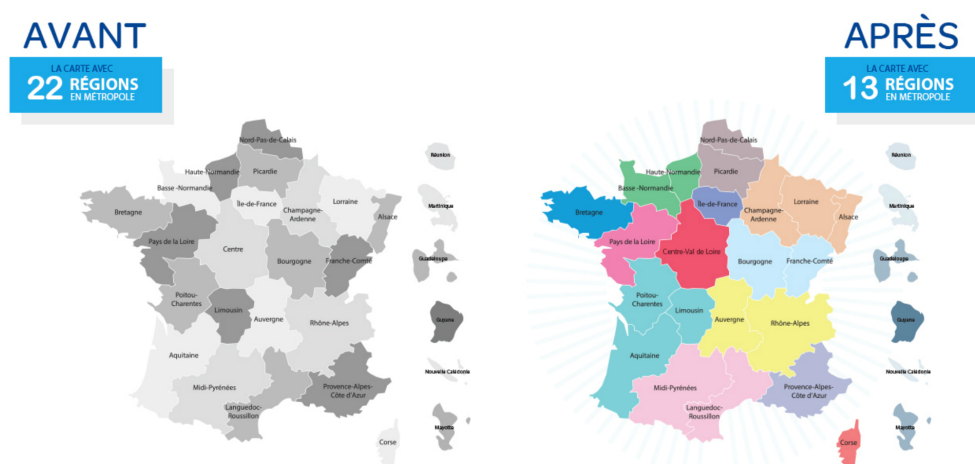 AVANT
LA CARTE AVEC
22 RÉGIONS
EN MÉTROPOLE
Nord-Pas-de-Calais
Haute-Normandie
Picardie
Basse -Normandie
Île-de-France
Lorraine
Bretagne
Champagne-
Ardenne
Alsace
Pays de la Loire
Centre
Bourgogne
Franche-Comté
Poitou-
Charentes
Limousin
Auvergne
Rhône-Alpes
Aquitaine
Midi-Pyrénées
Provence-Alpes-
Côte d'Azur
Languedoc-
Roussillon
Corse
Réunion
Martinique
Guadeloupe
Guyane
Nouvelle Calédonie
Mayotte
APRÈS
LA CARTE AVEC
13 RÉGIONS
EN MÉTROPOLE
Nord-Pas-de-Calais
Haute-Normandie
Picardie
Basse -Normandie
Île-de-France
Lorraine
Bretagne
Champagne-
Ardenne
Alsace
Pays de la Loire
Centre-Val de Loire
Bourgogne
Franche-Comté
Poitou-
Charentes
Limousin
Auvergne
Rhône-Alpes
Aquitaine
Midi-Pyrénées
Provence-Alpes-
Côte d'Azur
Languedoc-
Roussillon
Corse
Réunion
Martinique
Guadeloupe
Guyane
Nouvelle Calédonie
Mayotte